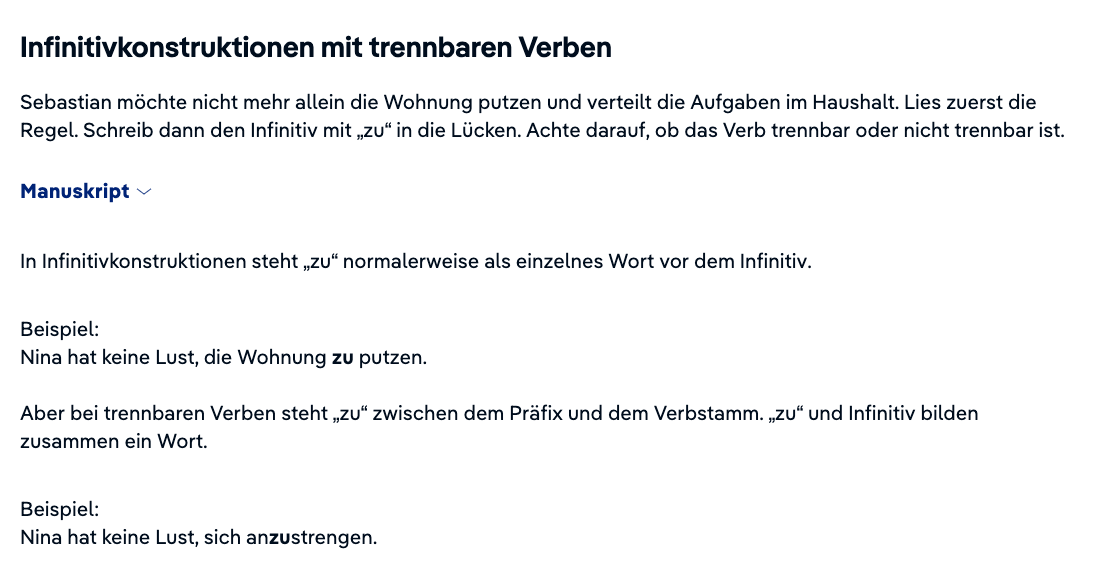 Infinitivkonstruktionen mit trennbaren Verben
Sebastian möchte nicht mehr allein die Wohnung putzen und verteilt die Aufgaben im Haushalt. Lies zuerst die
Regel. Schreib dann den Infinitiv mit „zu“ in die Lücken. Achte darauf, ob das Verb trennbar oder nicht trennbar ist.
Manuskript
In Infinitivkonstruktionen steht „zu“ normalerweise als einzelnes Wort vor dem Infinitiv.
Beispiel:
Nina hat keine Lust, die Wohnung zu putzen.
Aber bei trennbaren Verben steht „zu“ zwischen dem Präfix und dem Verbstamm. „zu“ und Infinitiv bilden
zusammen ein Wort.
Beispiel:
Nina hat keine Lust, sich anzustrengen.